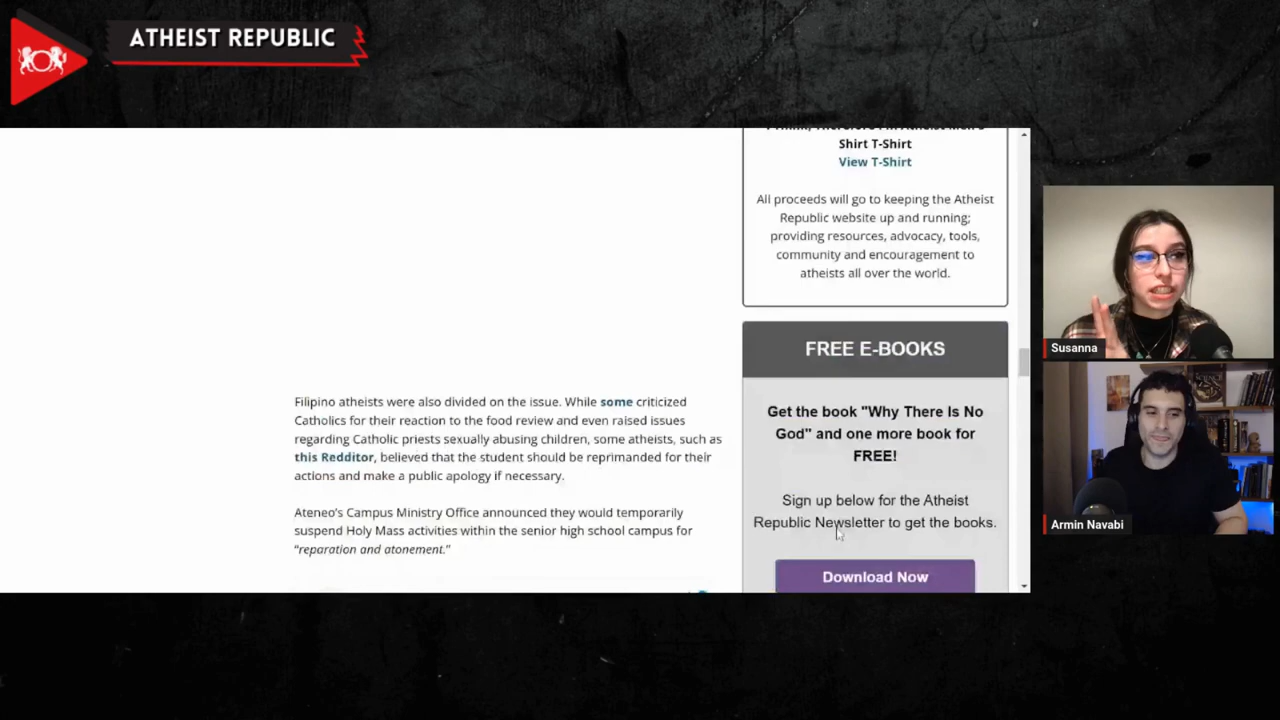 ATHEIST REPUBLIC
Shirt T-Shirt
View T-Shirt
All proceeds will go to keeping the Atheist
Republic website up and running;
providing resources, advocacy, tools,
community and encouragement to
atheists all over the world.
FREE E-BOOKS
Get the book "Why There Is No
God" and one more book for
FREE!
Sign up below for the Atheist
Republic Newsletter to get the books.
Download Now
Filipino atheists were also divided on the issue. While some criticized
Catholics for their reaction to the food review and even raised issues
regarding Catholic priests sexually abusing children, some atheists, such as
this Redditor, believed that the student should be reprimanded for their
actions and make a public apology if necessary.
Ateneo’s Campus Ministry Office announced they would temporarily
suspend Holy Mass activities within the senior high school campus for
“reparation and atonement.”
Susanna
Armin Navabi